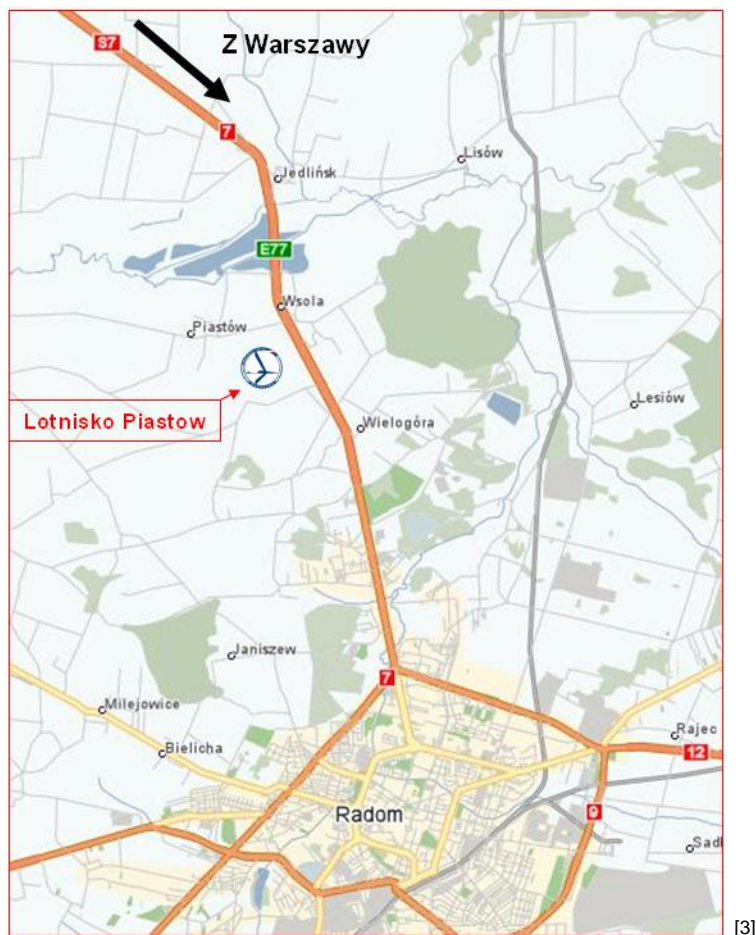 Z Warszawy
S7
7
Jedlińsk
Lisów
E77
Wsola
Piastów
Lotnisko Piastow
Lesiów
Wielogóra
Janiszew
7
Milejowice
Rajec
Bielicha
12
Radom
9
[3]